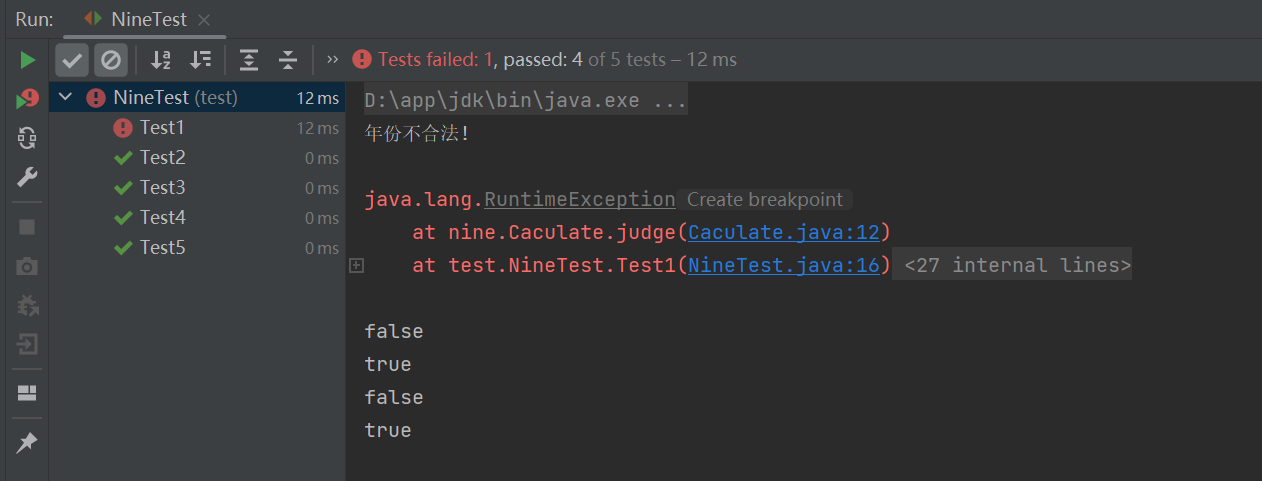 Run: NineTest
Tests failed: 1, passed: 4 of 5 tests – 12 ms
NineTest (test) 12 ms
Test1 12 ms
Test2 0 ms
Test3 0 ms
Test4 0 ms
Test5 0 ms
D:\app\jdk\bin\java.exe ...
年份不合法!
java.lang.RuntimeException Create breakpoint
at nine.Caculate.judge(Caculate.java:12)
at test.NineTest.Test1(NineTest.java:16) <27 internal lines>
false
true
false
true